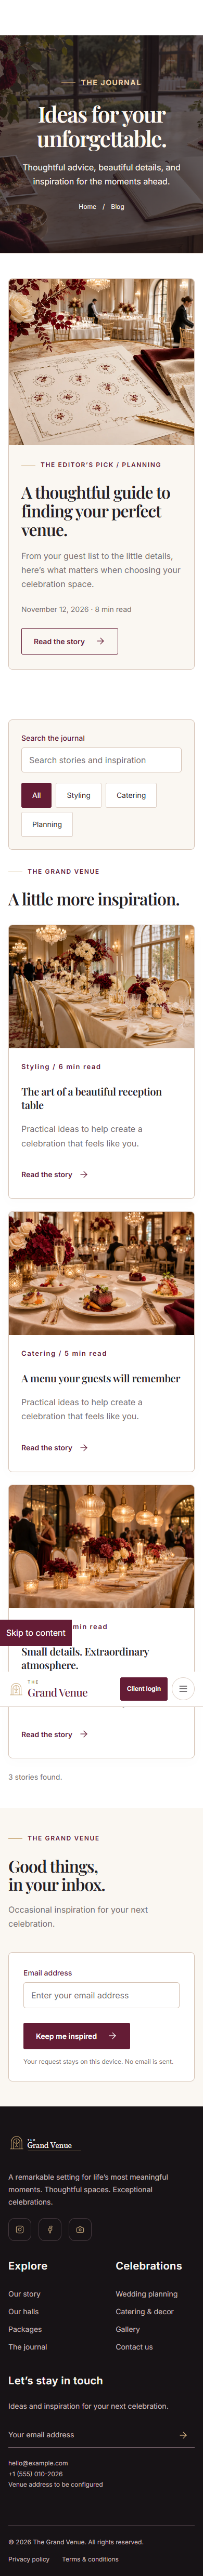 THE JOURNAL
Ideas for your
unforgettable.
Thoughtful advice, beautiful details, and
inspiration for the moments ahead.
Home / Blog
THE EDITOR'S PICK / PLANNING
A thoughtful guide to
finding your perfect
venue.
From your guest list to the little details,
here's what matters when choosing your
celebration space.
November 12, 2026 · 8 min read
Read the story
Search the journal
Search stories and inspiration
All
Styling
Catering
Planning
THE GRAND VENUE
A little more inspiration.
Styling / 6 min read
The art of a beautiful reception
table
Practical ideas to help create a
celebration that feels like you.
Read the story
Catering / 5 min read
A menu your guests will remember
Practical ideas to help create a
celebration that feels like you.
Read the story
min read
Skip to content
Small details. Extraordinary
atmosphere.
THE
Grand Venue
Client login
Read the story
3 stories found.
THE GRAND VENUE
Good things,
in your inbox.
Occasional inspiration for your next
celebration.
Email address
Enter your email address
Keep me inspired
Your request stays on this device. No email is sent.
THE
Grand Venue
A remarkable setting for life's most meaningful
moments. Thoughtful spaces. Exceptional
celebrations.
Explore
Celebrations
Our story
Wedding planning
Our halls
Catering & decor
Packages
Gallery
The journal
Contact us
Let's stay in touch
Ideas and inspiration for your next celebration.
Your email address
hello@example.com
+1 (555) 010-2026
Venue address to be configured
© 2026 The Grand Venue. All rights reserved.
Privacy policy
Terms & conditions